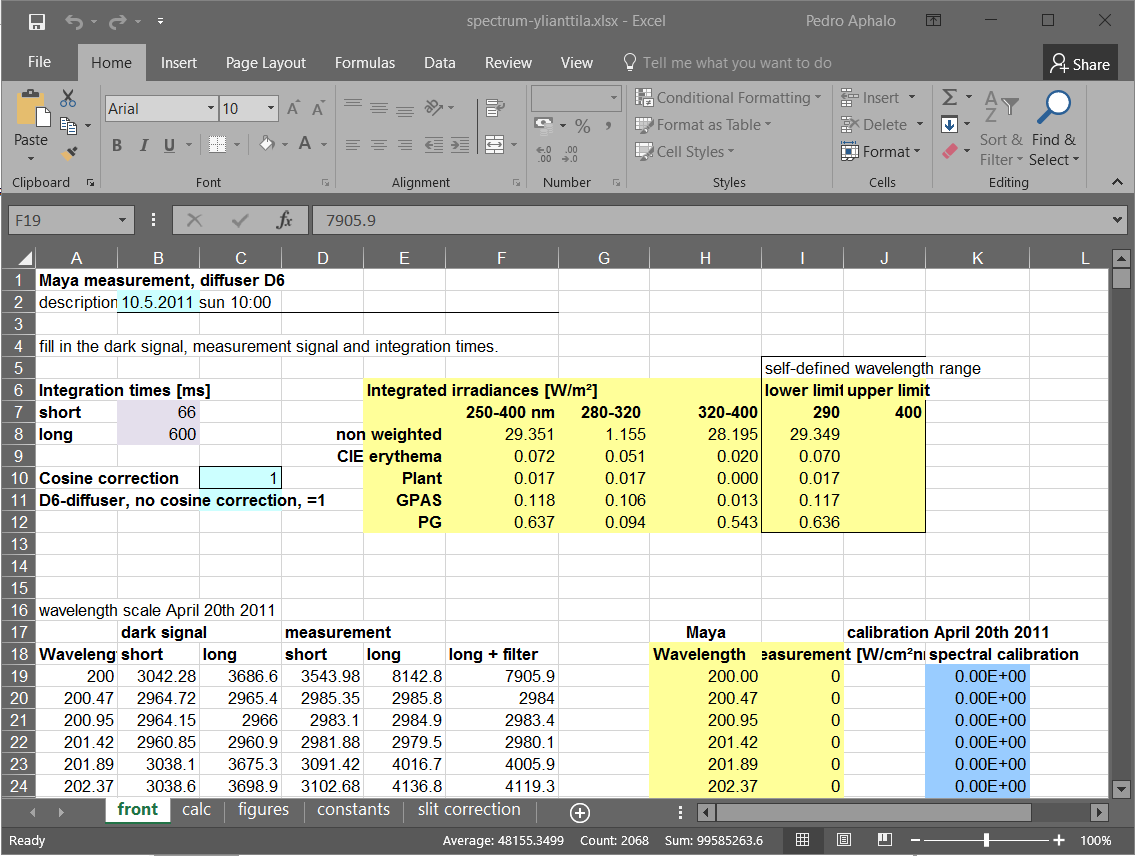 spectrum-ylianttila.xlsx - Excel Pedro Aphalo
File Home Insert Page Layout Formulas Data Review View Tell me what you want to do Share
Arial 10
Conditional Formatting Insert
Format as Table Delete
Paste B I U A % , Cell Styles Format Sort & Filter Find & Select
Clipboard Font Alignment Number Styles Cells Editing
F19 fx 7905.9
A B C D E F G H I J K L
1 Maya measurement, diffuser D6
2 description 10.5.2011 sun 10:00
3
4 fill in the dark signal, measurement signal and integration times.
5 self-defined wavelength range
6 Integration times [ms] Integrated irradiances [W/m²] lower limit upper limit
7 short 66 250-400 nm 280-320 320-400 290 400
8 long 600 non weighted 29.351 1.155 28.195 29.349
9 CIE erythema 0.072 0.051 0.020 0.070
10 Cosine correction 1 Plant 0.017 0.017 0.000 0.017
11 D6-diffuser, no cosine correction, =1 GPAS 0.118 0.106 0.013 0.117
12 PG 0.637 0.094 0.543 0.636
13
14
15
16 wavelength scale April 20th 2011
17 dark signal measurement Maya calibration April 20th 2011
18 Waveleng short long short long long + filter Wavelength easurement [W/cm²n spectral calibration
19 200 3042.28 3686.6 3543.98 8142.8 7905.9 200.00 0 0.00E+00
20 200.47 2964.72 2965.4 2985.35 2985.8 2984 200.47 0 0.00E+00
21 200.95 2964.15 2966 2983.1 2984.9 2983.4 200.95 0 0.00E+00
22 201.42 2960.85 2960.9 2981.88 2979.5 2980.1 201.42 0 0.00E+00
23 201.89 3038.1 3675.3 3091.42 4016.7 4005.9 201.89 0 0.00E+00
24 202.37 3038.6 3698.9 3102.68 4136.8 4119.3 202.37 0 0.00E+00
front calc figures constants slit correction
Ready Average: 48155.3499 Count: 2068 Sum: 99585263.6 100%